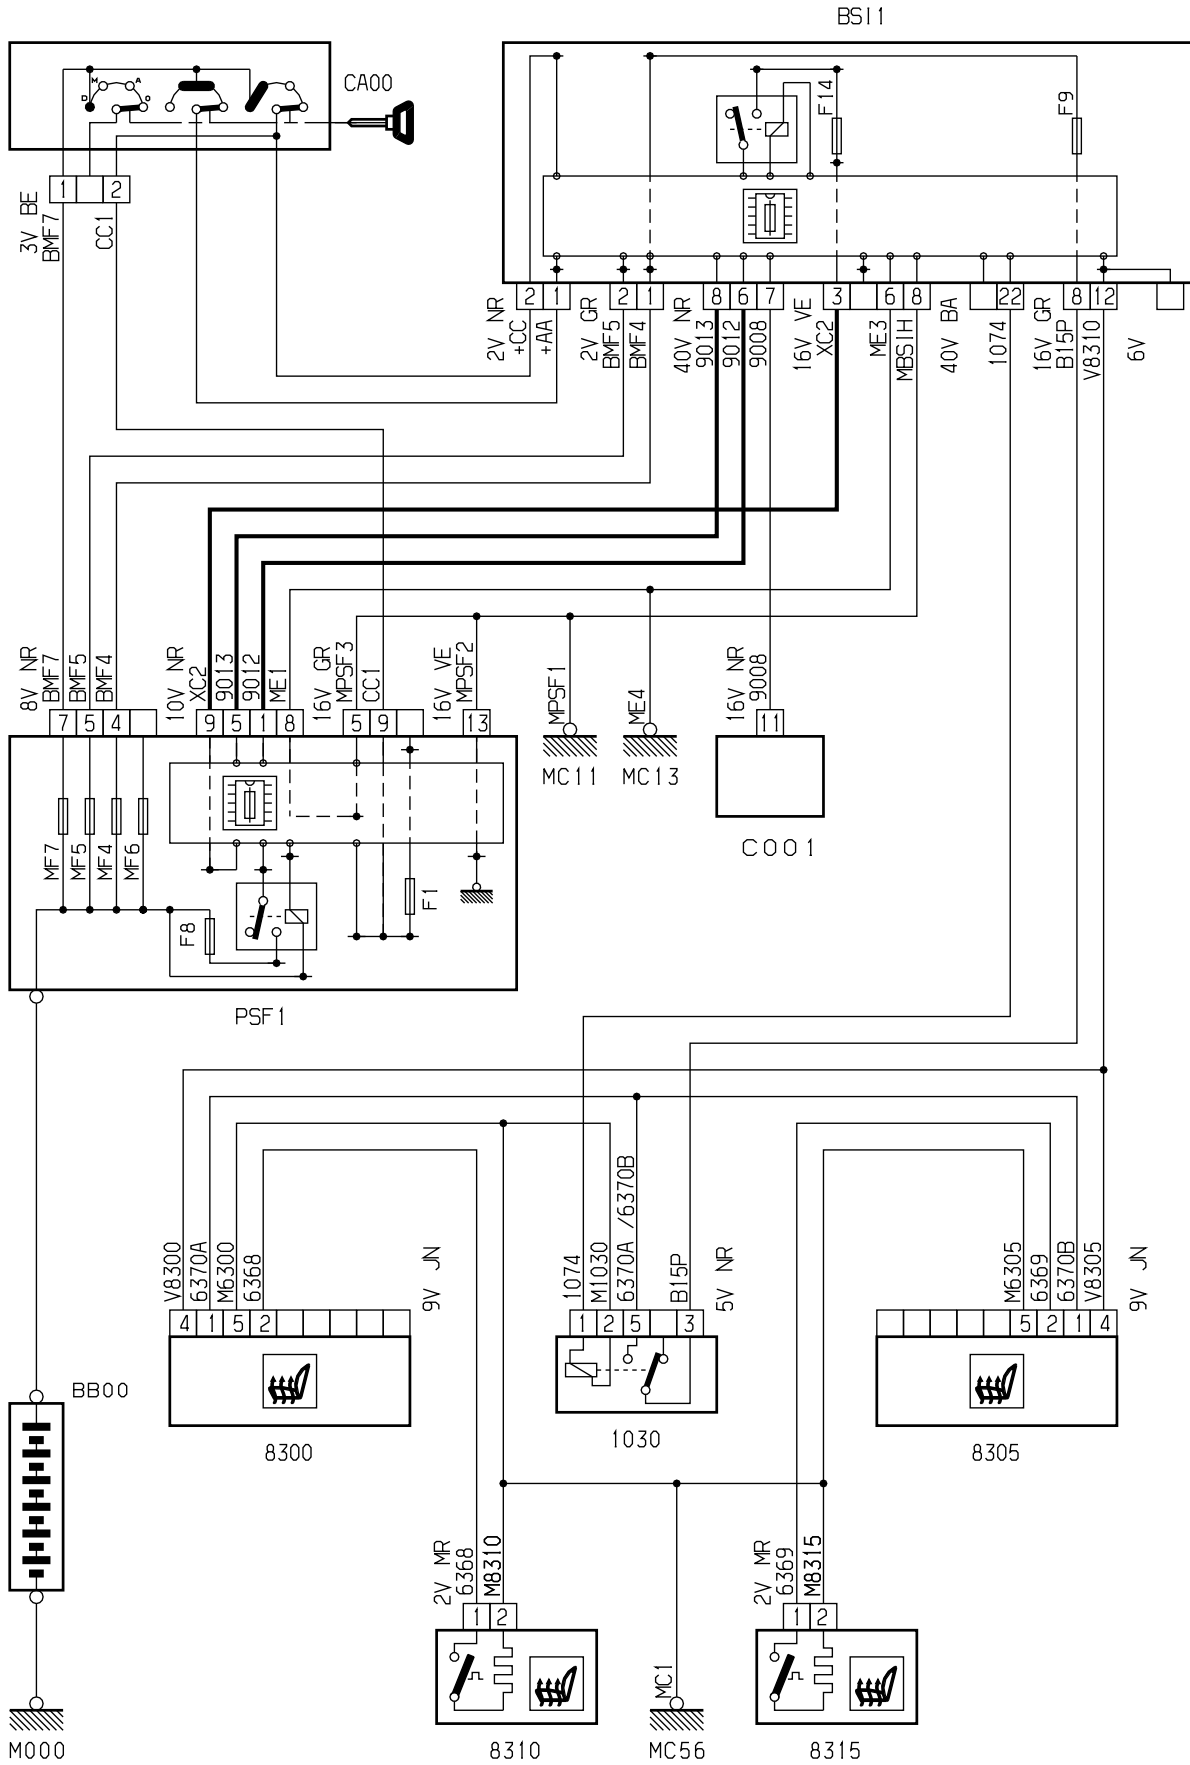 BSI1
CA00
M A
D O
F14
F9
1 2
3V BE
BMF7
CC1
2 1 2 1 8 6 7 3 6 8 22 8 12
2V NR
+CC
+AA
2V GR
BMF5
BMF4
40V NR
9013
9012
9008
16V VE
XC2
ME3
MBSIH
40V BA
1074
16V GR
B15P
V8310
6V
8V NR
BMF7
BMF5
BMF4
10V NR
XC2
9013
9012
ME1
16V GR
MPSF3
CC1
16V VE
MPSF2
MPSF1
ME4
16V NR
9008
7 5 4 9 5 1 8 5 9 13 11
MC11
MC13
C001
MF7
MF5
MF4
MF6
F8
F1
PSF1
V8300
6370A
M6300
6368
9V JN
1074
M1030
6370A /6370B
B15P
5V NR
M6305
6369
6370B
V8305
9V JN
4 1 5 2 1 2 5 3 5 2 1 4
BB00
8300
1030
8305
2V MR
6368
M8310
2V MR
6369
M8315
1 2 1 2
MC1
M000
8310
MC56
8315